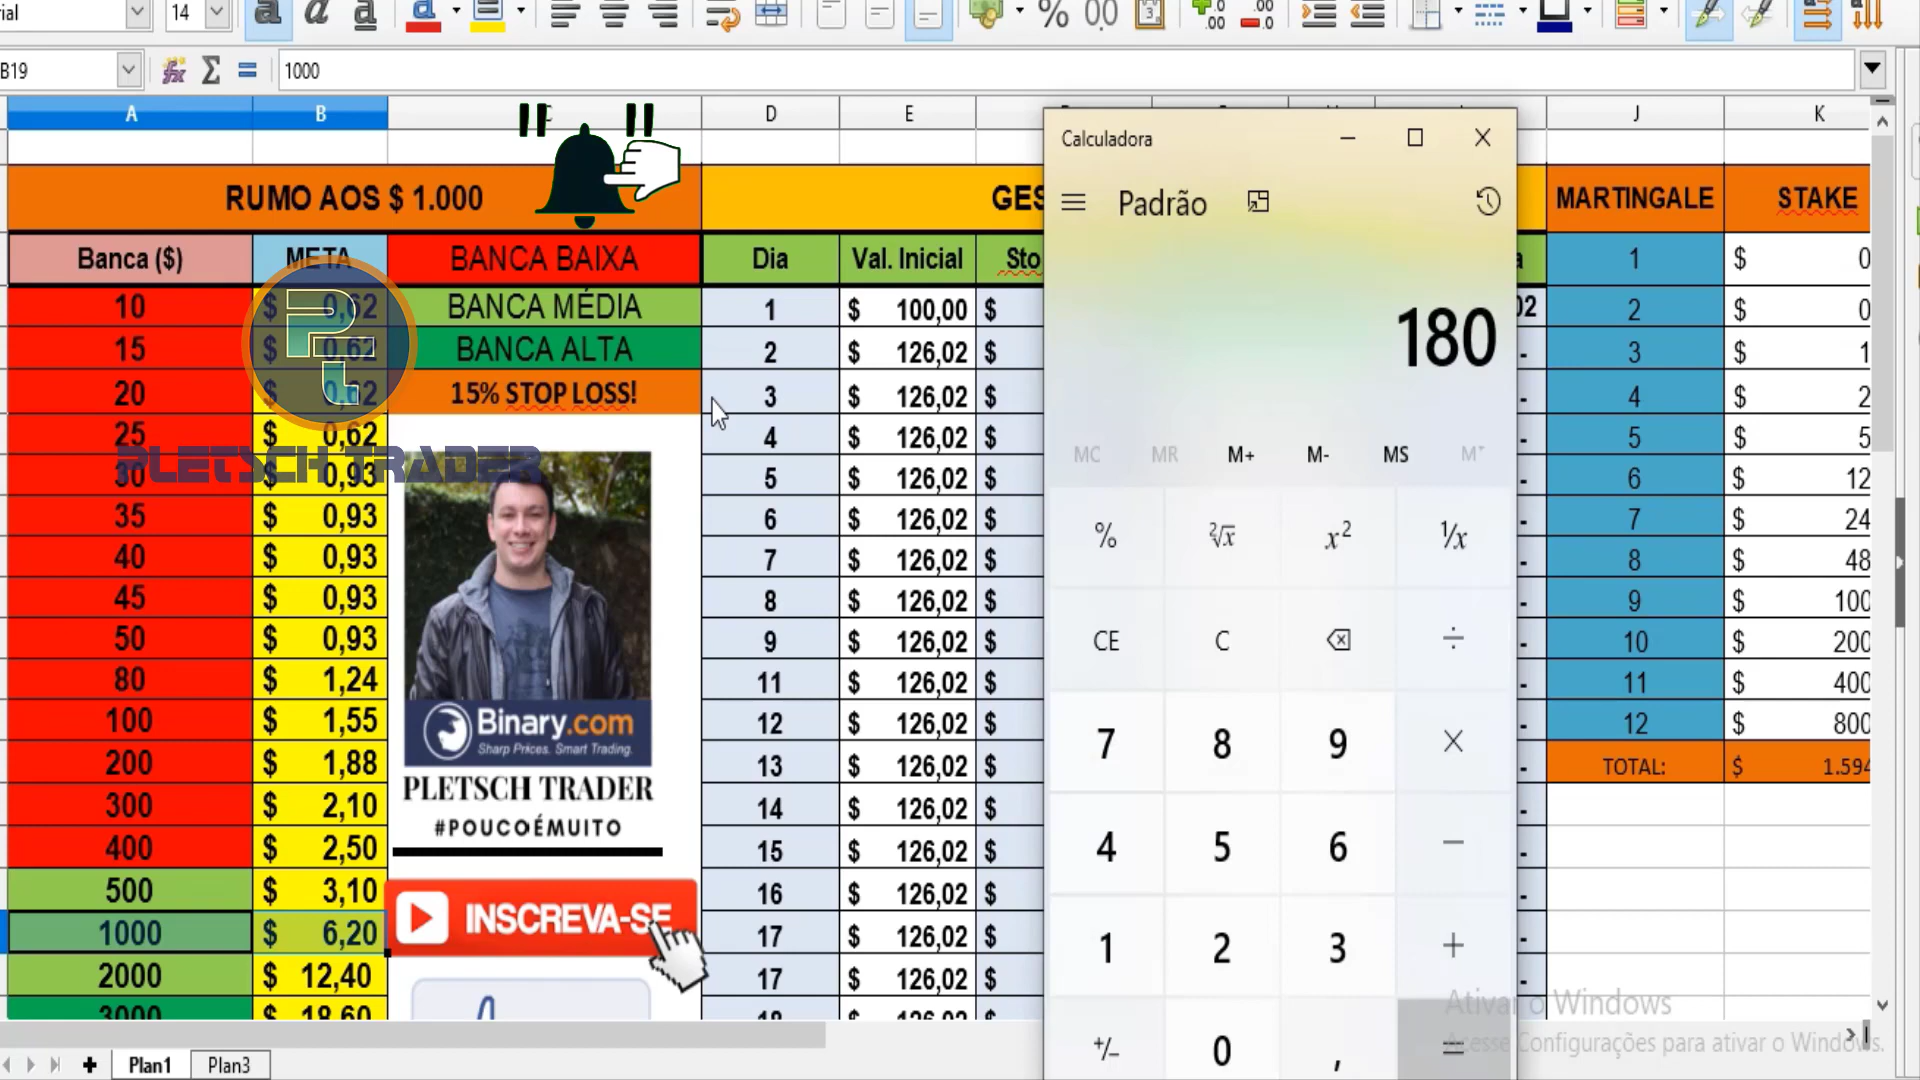 14 a a a a % 00 .00 .00
B19 1000
A B D E J K
RUMO AOS $ 1.000 GES MARTINGALE STAKE
Banca ($) META BANCA BAIXA Dia Val. Inicial Sto a 1 $ 0
10 $ 0,62 BANCA MÉDIA 1 $ 100,00 $ 02 2 $ 0
15 $ 0,62 BANCA ALTA 2 $ 126,02 $ - 3 $ 1
20 $ 0,62 15% STOP LOSS! 3 $ 126,02 $ - 4 $ 2
25 $ 0,62 4 $ 126,02 $ - 5 $ 5
30 $ 0,93 5 $ 126,02 $ - 6 $ 12
35 $ 0,93 6 $ 126,02 $ - 7 $ 24
40 $ 0,93 7 $ 126,02 $ - 8 $ 48
45 $ 0,93 8 $ 126,02 $ - 9 $ 100
50 $ 0,93 9 $ 126,02 $ - 10 $ 200
80 $ 1,24 11 $ 126,02 $ - 11 $ 400
100 $ 1,55 12 $ 126,02 $ - 12 $ 800
200 $ 1,88 13 $ 126,02 $ - TOTAL: $ 1.594
300 $ 2,10 14 $ 126,02 $ -
400 $ 2,50 15 $ 126,02 $ -
500 $ 3,10 16 $ 126,02 $ -
1000 $ 6,20 17 $ 126,02 $ -
2000 $ 12,40 17 $ 126,02 $ -
3000 $ 18,60 18 $ 126,02 $
PLETSCH TRADER
Binary.com
Sharp Prices. Smart Trading.
PLETSCH TRADER
#POUCOÉMUITO
INSCREVA-SE
Calculadora
Padrão
180
MC MR M+ M- MS M
% ²√x x² ¹/x
CE C ÷
7 8 9 ×
4 5 6 −
1 2 3 +
+/− 0 , =
Ativar o Windows
Acesse Configurações para ativar o Windows.
Plan1 Plan3